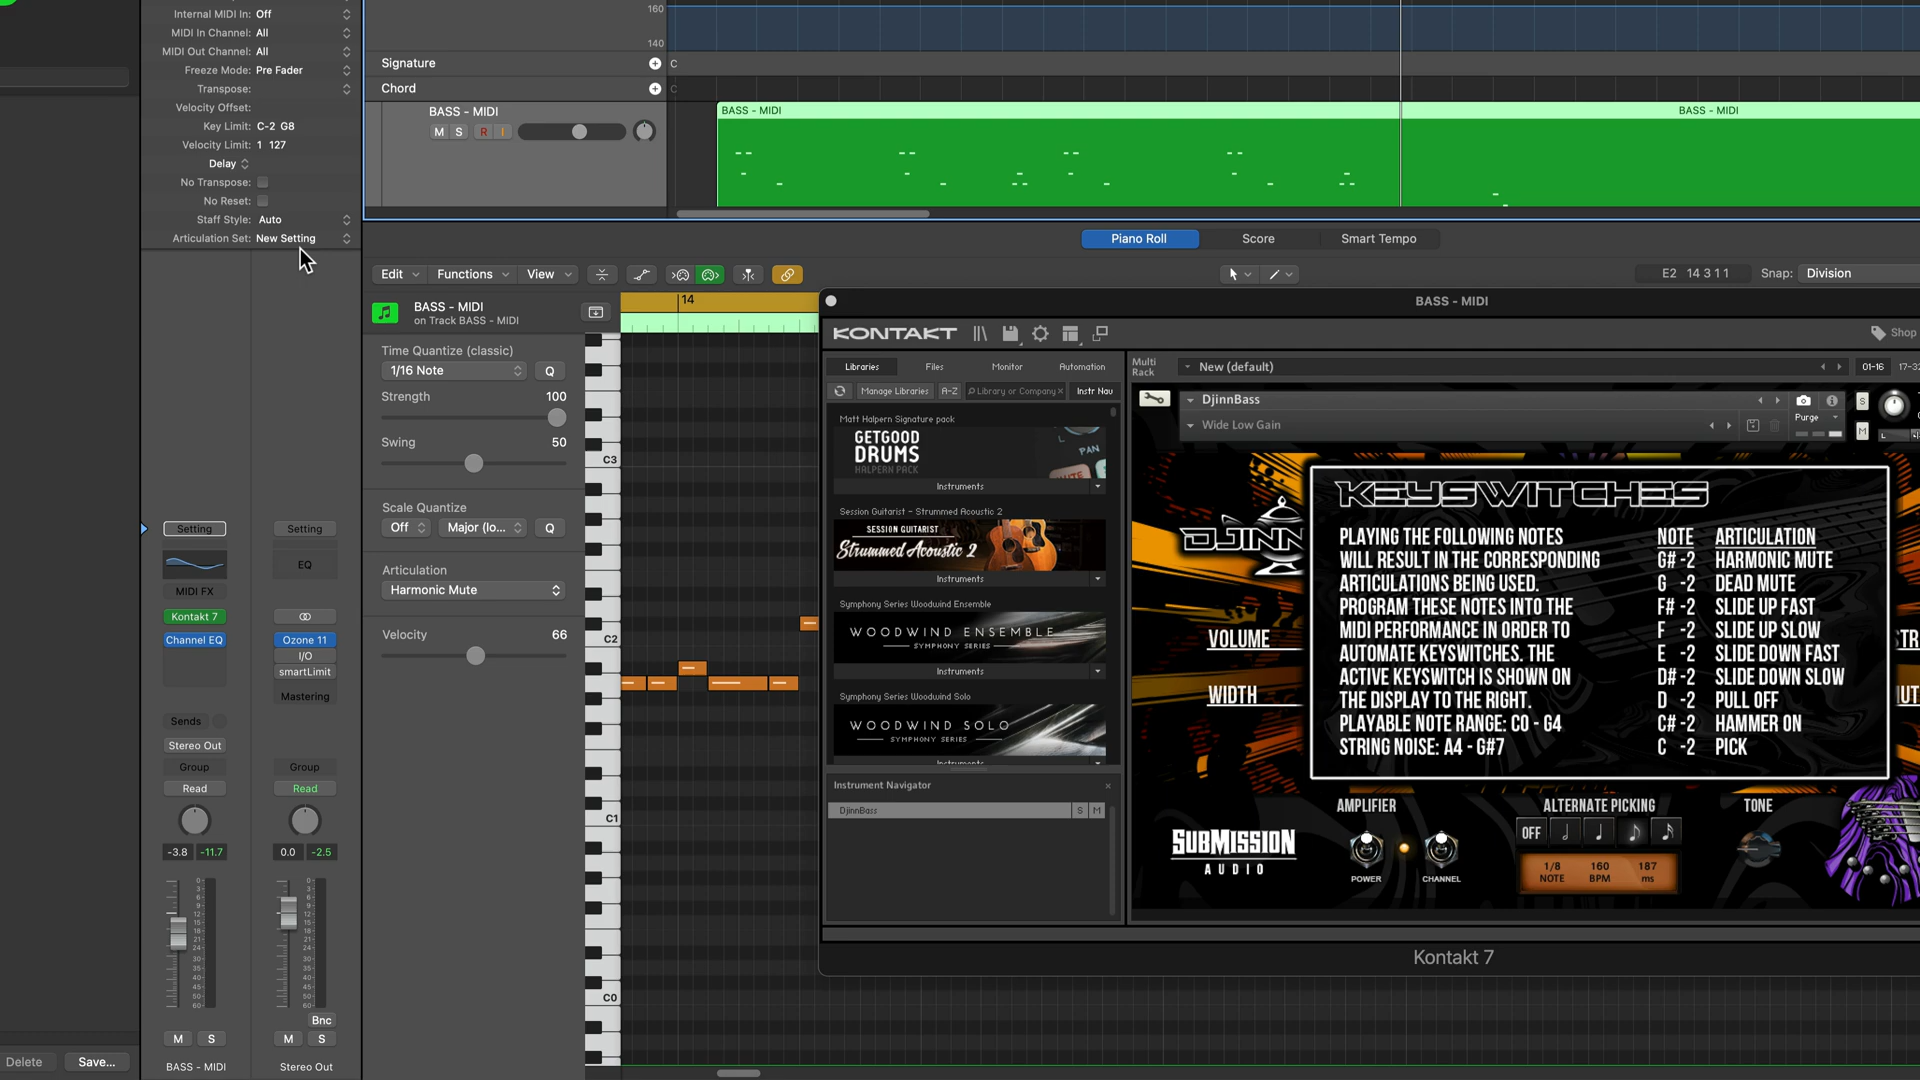 Internal MIDI In: Off
MIDI In Channel: All
MIDI Out Channel: All
Freeze Mode: Pre Fader
Transpose:
Velocity Offset:
Key Limit: C-2 G8
Velocity Limit: 1 127
Delay
No Transpose:
No Reset:
Staff Style: Auto
Articulation Set: New Setting
160
140
Signature
C
Chord
C
BASS - MIDI
M S R I
BASS - MIDI
BASS - MIDI
Piano Roll
Score
Smart Tempo
Edit
Functions
View
E2 14 3 1 1
Snap: Division
BASS - MIDI
on Track BASS - MIDI
14
Time Quantize (classic)
1/16 Note
Q
Strength
100
Swing
50
Scale Quantize
Off
Major (lo...
Q
Articulation
Harmonic Mute
Velocity
66
C3
C2
C1
C0
Setting
Setting
EQ
MIDI FX
Kontakt 7
Channel EQ
Ozone 11
I/O
smartLimit
Mastering
Sends
Stereo Out
Group
Group
Read
Read
-3.8 -11.7
0.0 -2.5
Bnc
M S
M S
Delete
Save...
BASS - MIDI
Stereo Out
BASS - MIDI
KONTAKT
Shop
Libraries
Files
Monitor
Automation
Manage Libraries
A-Z
Library or Company
Instr Nav
Matt Halpern Signature pack
GETGOOD
DRUMS
HALPERN PACK
PAN
Instruments
Session Guitarist - Strummed Acoustic 2
SESSION GUITARIST
Strummed Acoustic 2
Instruments
Symphony Series Woodwind Ensemble
WOODWIND ENSEMBLE
SYMPHONY SERIES
Instruments
Symphony Series Woodwind Solo
WOODWIND SOLO
SYMPHONY SERIES
Instruments
Instrument Navigator
DjinnBass
S M
Multi
Rack
New (default)
01-16
DjinnBass
Wide Low Gain
Purge
S
M
L
KEYSWITCHES
PLAYING THE FOLLOWING NOTES
WILL RESULT IN THE CORRESPONDING
ARTICULATIONS BEING USED.
PROGRAM THESE NOTES INTO THE
MIDI PERFORMANCE IN ORDER TO
AUTOMATE KEYSWITCHES. THE
ACTIVE KEYSWITCH IS SHOWN ON
THE DISPLAY TO THE RIGHT.
PLAYABLE NOTE RANGE: C0 - G4
STRING NOISE: A4 - G#7
NOTE ARTICULATION
G# -2 HARMONIC MUTE
G -2 DEAD MUTE
F# -2 SLIDE UP FAST
F -2 SLIDE UP SLOW
E -2 SLIDE DOWN FAST
D# -2 SLIDE DOWN SLOW
D -2 PULL OFF
C# -2 HAMMER ON
C -2 PICK
DJINN
VOLUME
WIDTH
SUBMISSION
AUDIO
AMPLIFIER
POWER
CHANNEL
ALTERNATE PICKING
OFF
1/8
NOTE
160
BPM
187
ms
TONE
Kontakt 7